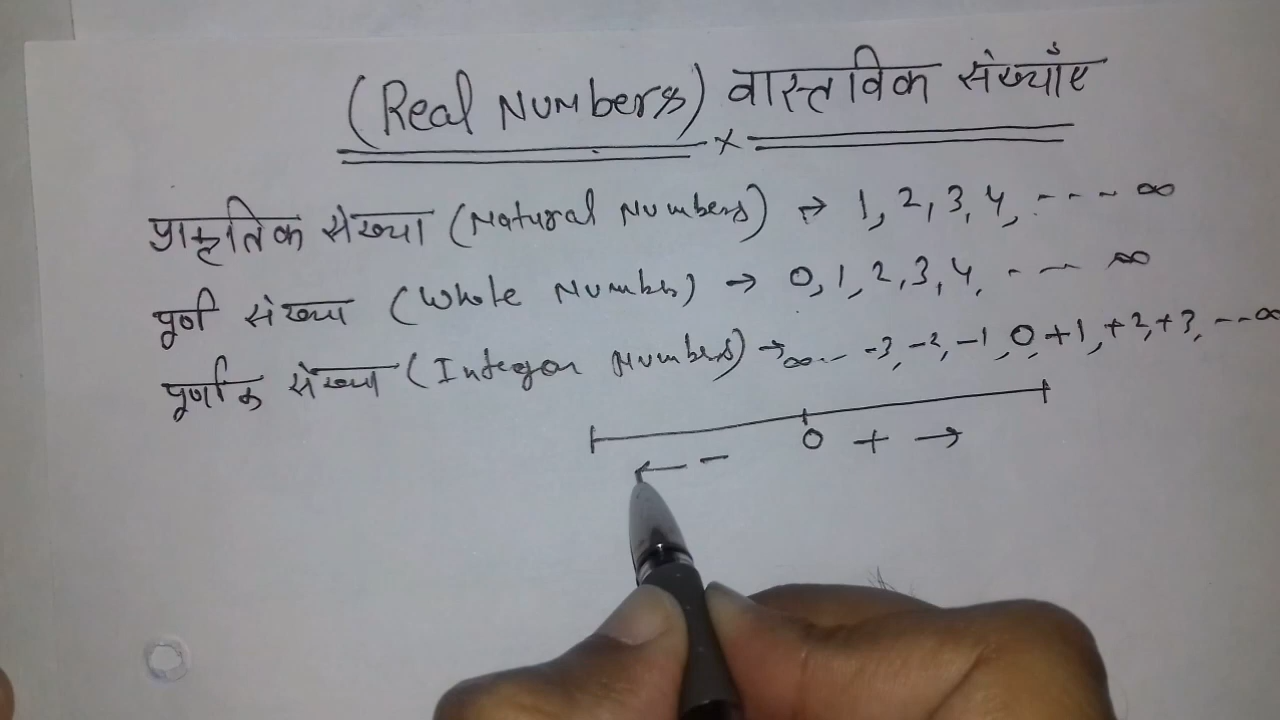 (Real Numbers) वास्तविक संख्याँए
प्राकृतिक संख्या (Natural Numbers) → 1, 2, 3, 4, ---- ∞
पूर्ण संख्या (Whole Number) → 0, 1, 2, 3, 4, --- ∞
पूर्णांक संख्या (Integer Numbers) → ∞-- -3, -2, -1, 0, +1, +2, +3, --- ∞
0 + →
← -